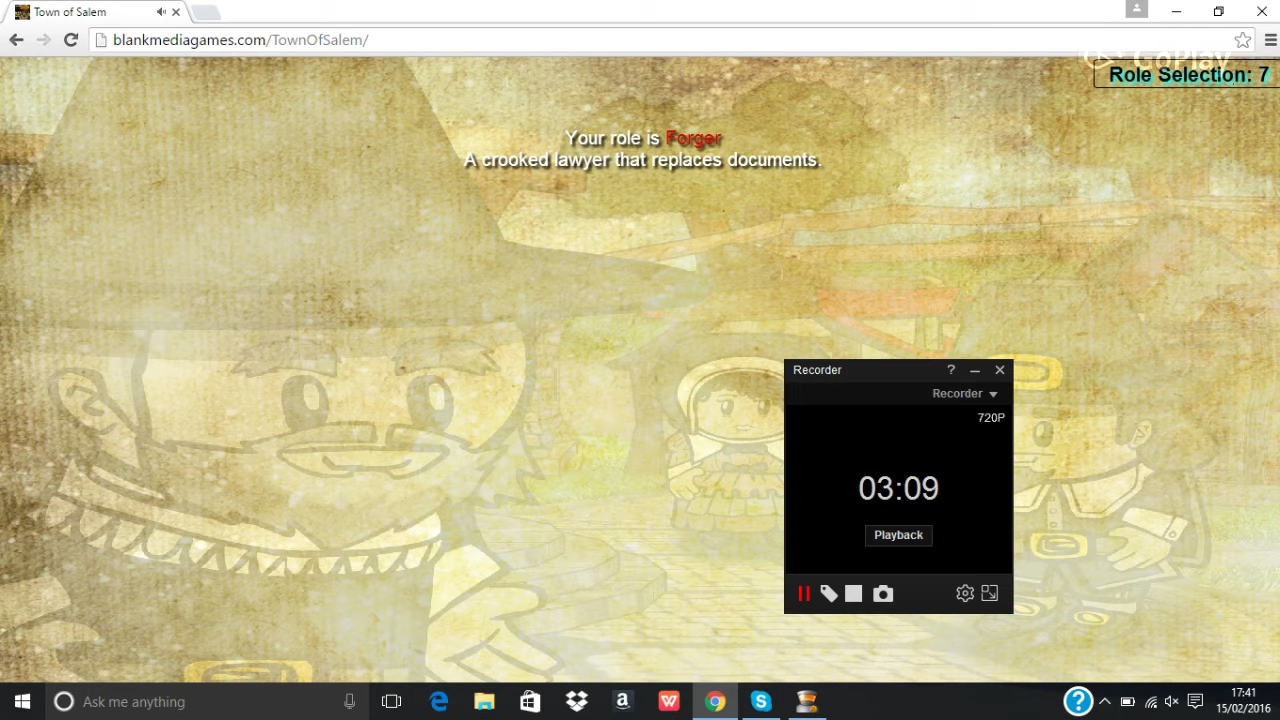 Town of Salem
blankmediagames.com/TownOfSalem/
GoPlay
Role Selection: 7
Your role is Forger
A crooked lawyer that replaces documents.
Recorder
Recorder
720P
03:09
Playback
Ask me anything
17:41
15/02/2016